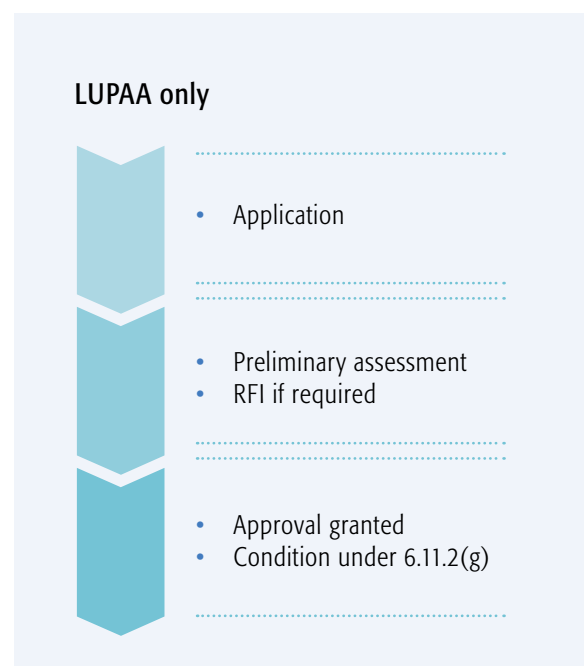 LUPAA only
• Application
• Preliminary assessment
• RFI if required
• Approval granted
• Condition under 6.11.2(g)